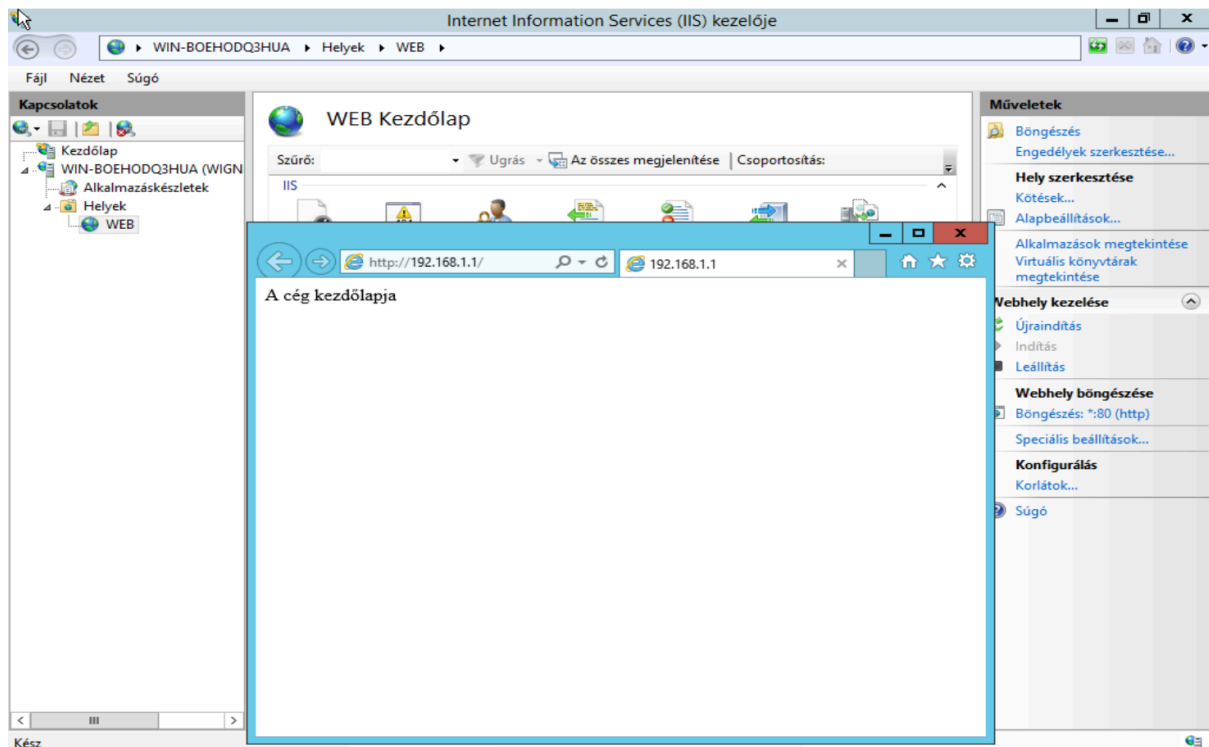 Internet Information Services (IIS) kezelője
WIN-BOEHODQ3HUA Helyek WEB
Fájl Nézet Súgó
Kapcsolatok
Kezdőlap
WIN-BOEHODQ3HUA (WIGN
Alkalmazáskészletek
Helyek
WEB
WEB Kezdőlap
Szűrő: Ugrás Az összes megjelenítése Csoportosítás:
IIS
http://192.168.1.1/
192.168.1.1
A cég kezdőlapja
Műveletek
Böngészés
Engedélyek szerkesztése...
Hely szerkesztése
Kötések...
Alapbeállítások...
Alkalmazások megtekintése
Virtuális könyvtárak
megtekintése
Webhely kezelése
Újraindítás
Indítás
Leállítás
Webhely böngészése
Böngészés: *:80 (http)
Speciális beállítások...
Konfigurálás
Korlátok...
Súgó
Kész